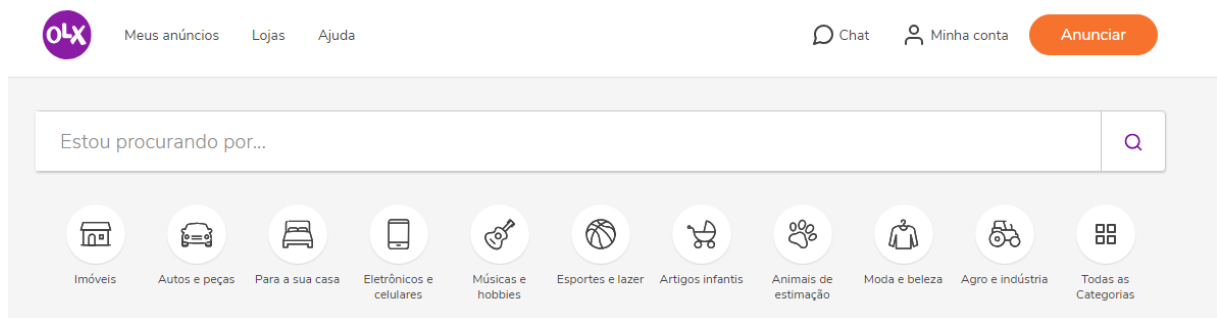 OLX
Meus anúncios
Lojas
Ajuda
Chat
Minha conta
Anunciar
Estou procurando por...
Imóveis
Autos e peças
Para a sua casa
Eletrônicos e
celulares
Músicas e
hobbies
Esportes e lazer
Artigos infantis
Animais de
estimação
Moda e beleza
Agro e indústria
Todas as
Categorias